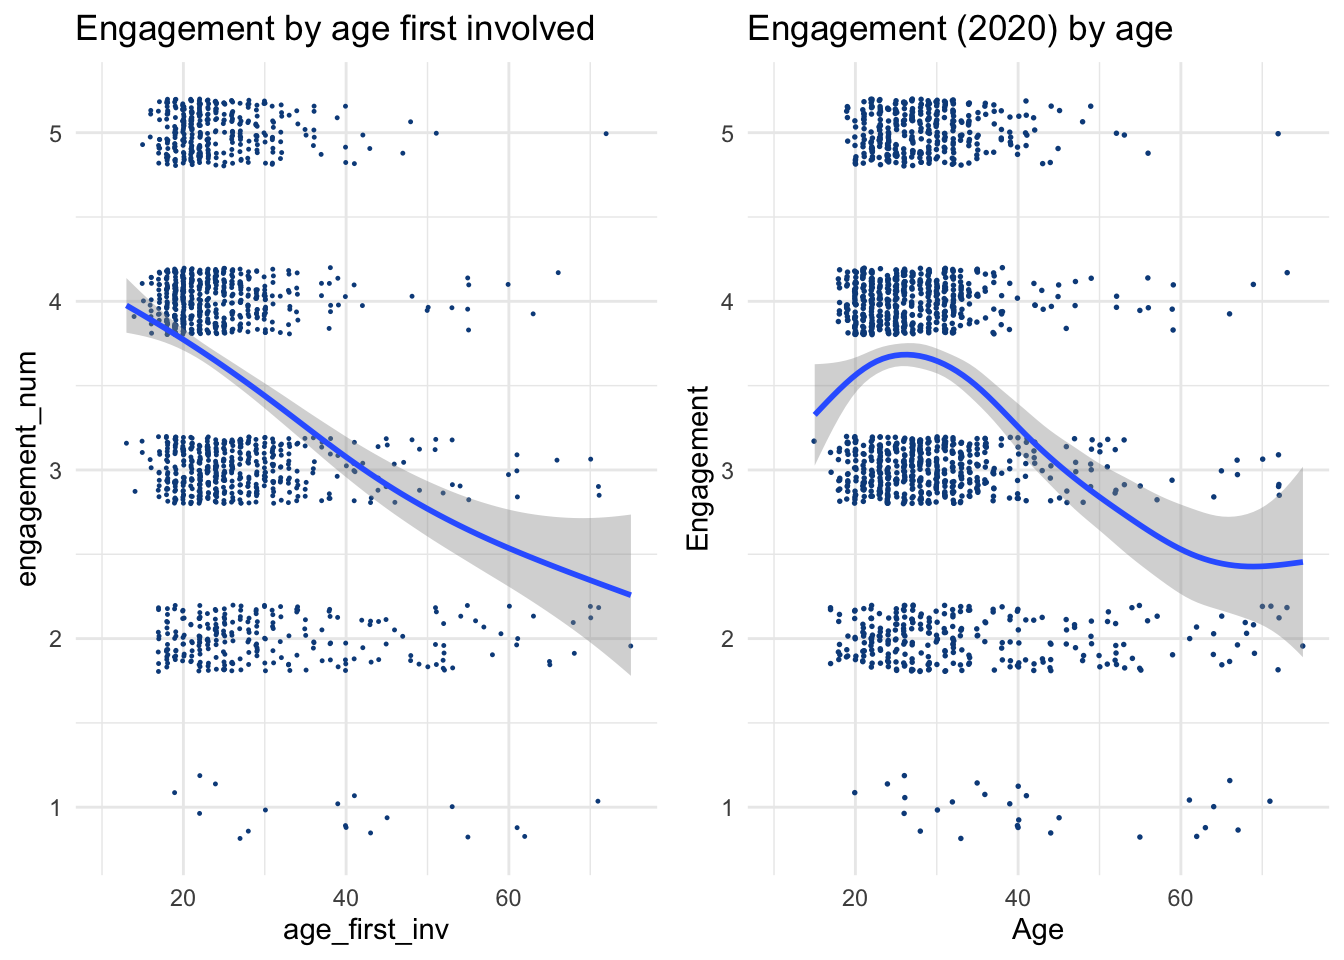 Engagement by age first involved
5
4
3
2
1
engagement_num
20 40 60
age_first_inv
Engagement (2020) by age
5
4
3
2
1
Engagement
20 40 60
Age